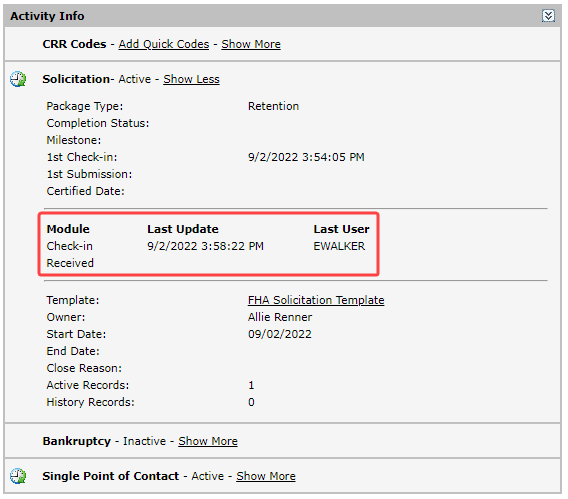 Activity Info
CRR Codes - Add Quick Codes - Show More
Solicitation- Active - Show Less
Package Type: Retention
Completion Status:
Milestone:
1st Check-in: 9/2/2022 3:54:05 PM
1st Submission:
Certified Date:
Module Last Update Last User
Check-in 9/2/2022 3:58:22 PM EWALKER
Received
Template: FHA Solicitation Template
Owner: Allie Renner
Start Date: 09/02/2022
End Date:
Close Reason:
Active Records: 1
History Records: 0
Bankruptcy - Inactive - Show More
Single Point of Contact - Active - Show More